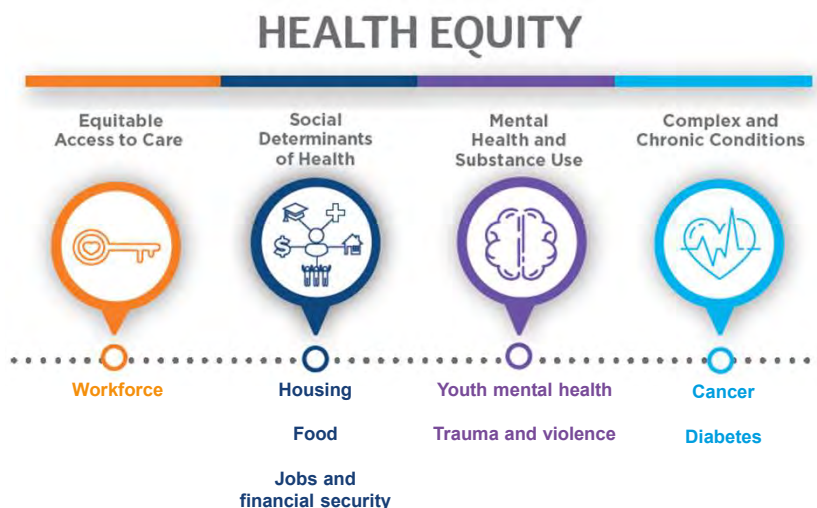 HEALTH EQUITY
Equitable
Access to Care
Social
Determinants
of Health
Mental
Health and
Substance Use
Complex and
Chronic Conditions
$
Workforce
Housing
Food
Jobs and
financial security
Youth mental health
Trauma and violence
Cancer
Diabetes